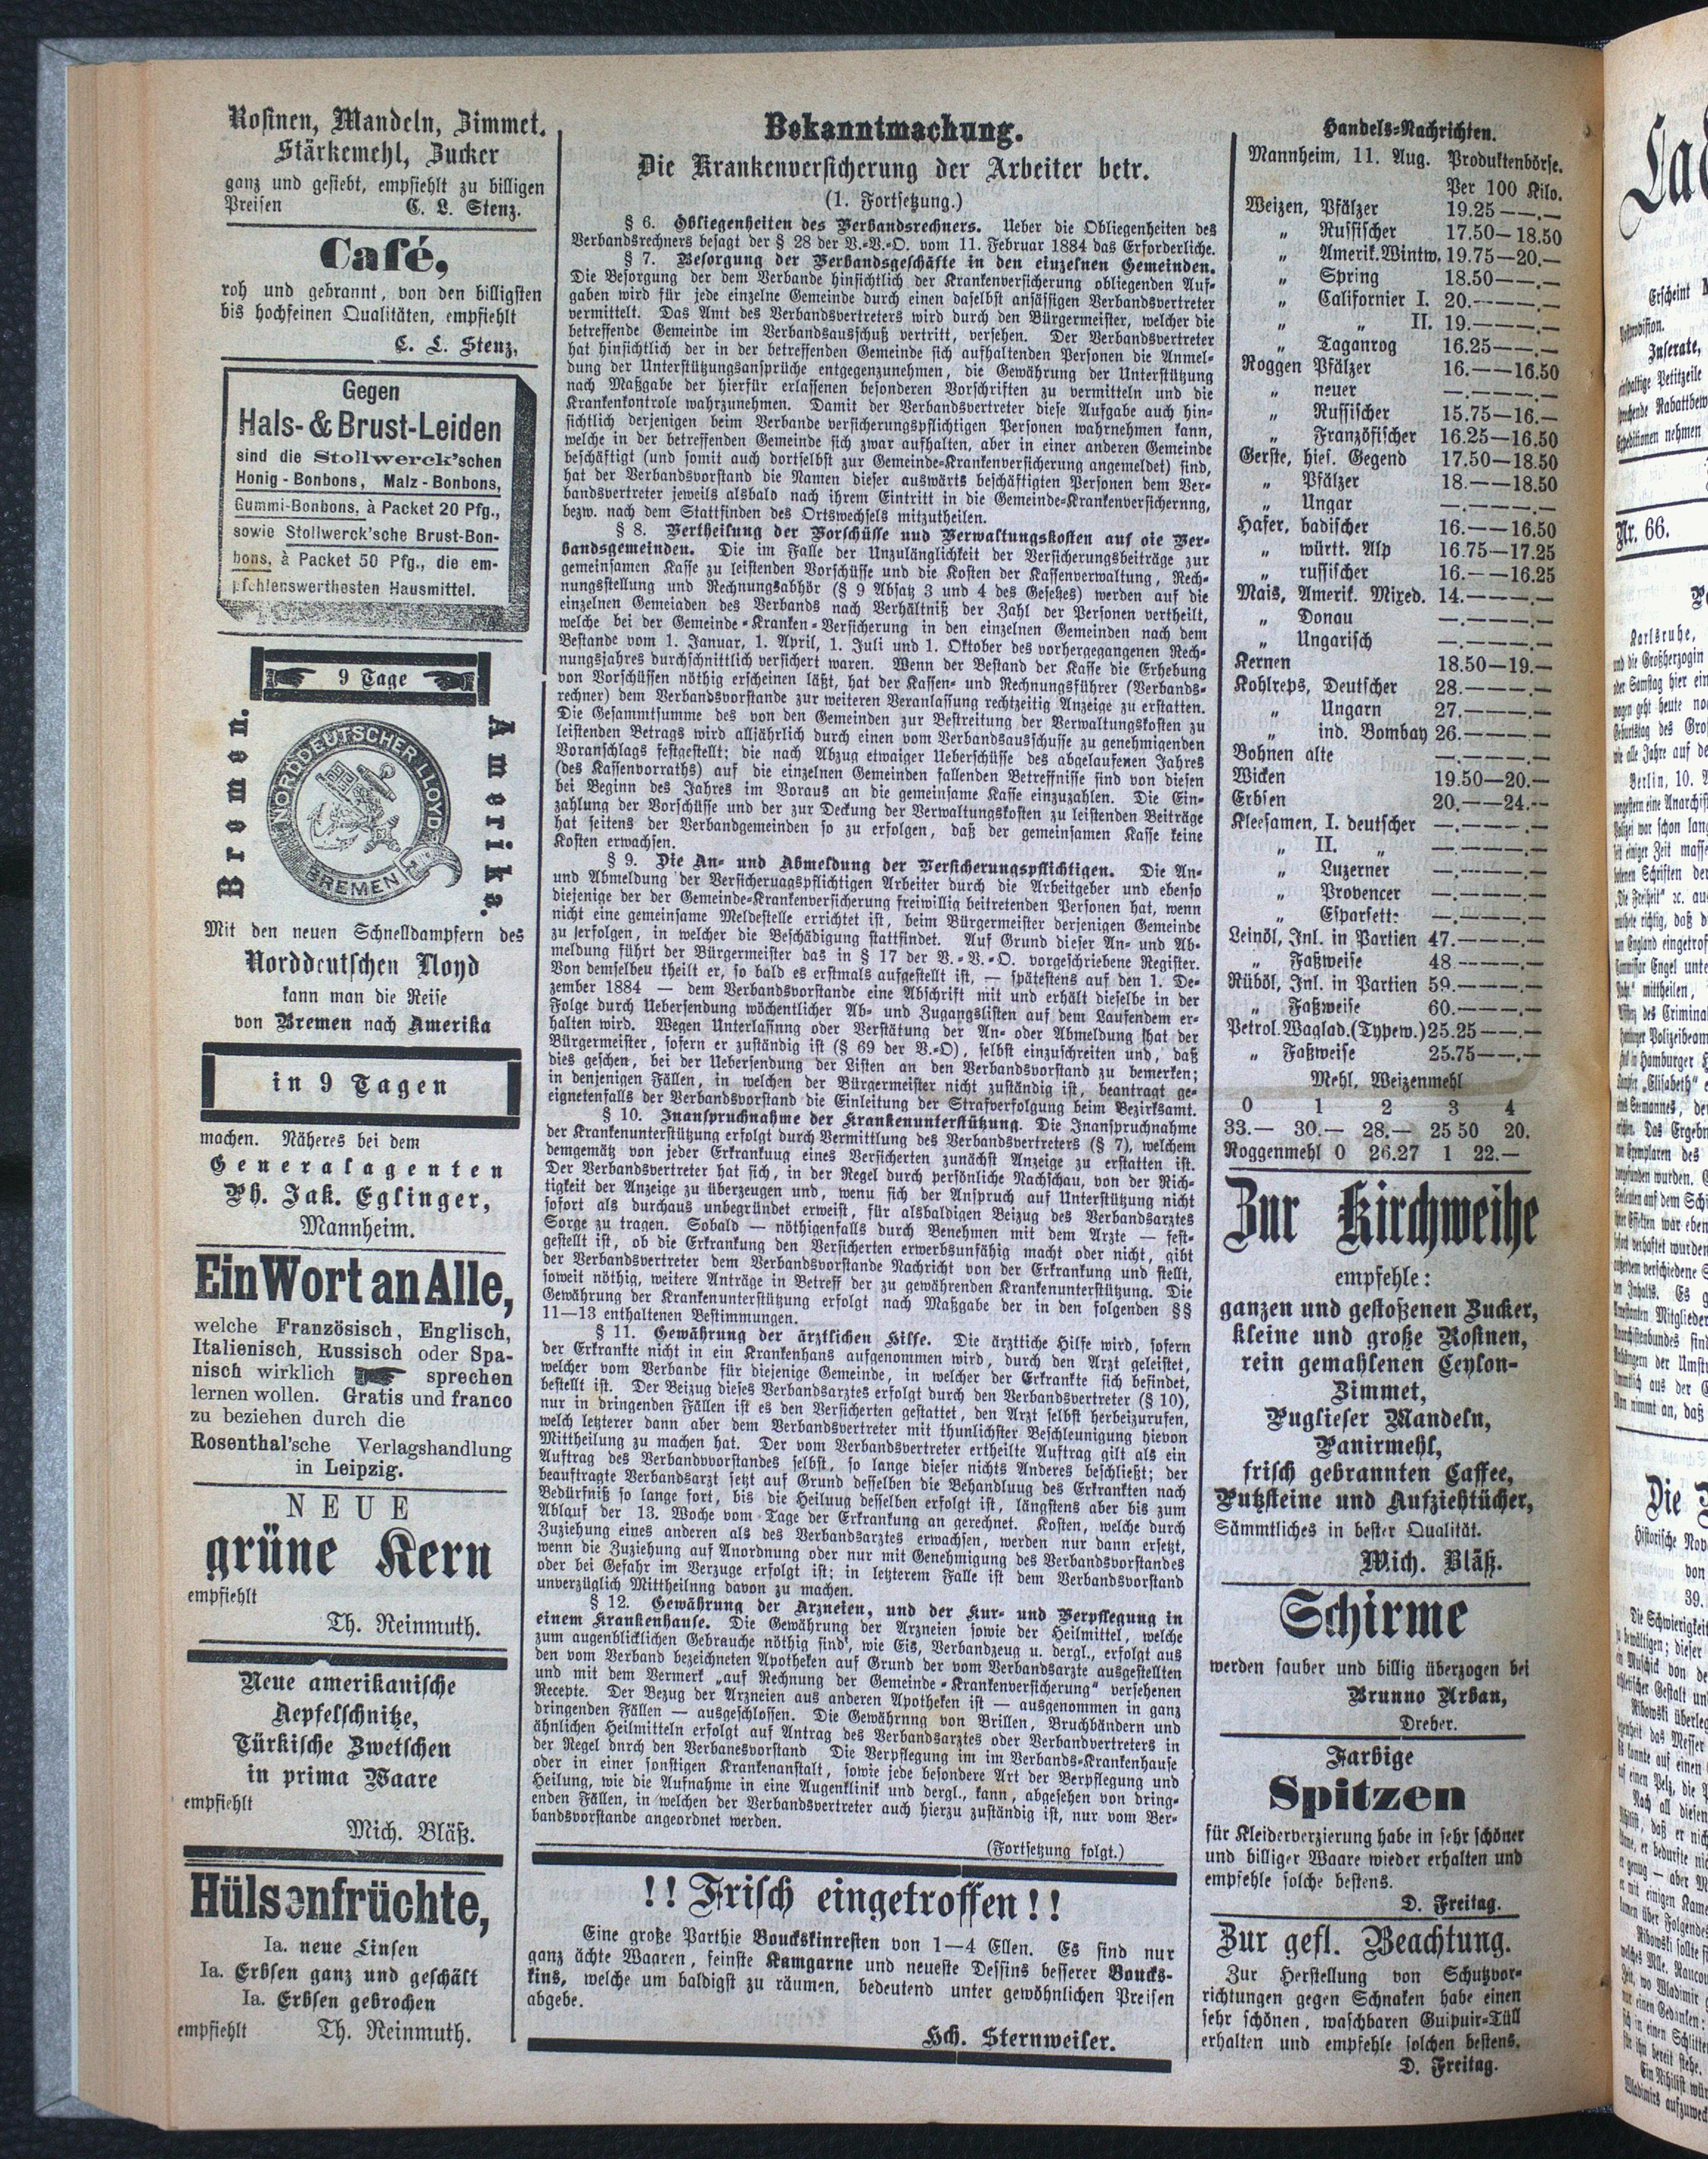 Rosinen, Mandeln, Zimmet.
Stärkemehl, Zucker
ganz und gesiebt, empfiehlt zu billigen
Preisen C. L. Stenz.
Café,
roh und gebrannt, von den billigsten
bis hochfeinen Qualitäten, empfiehlt
C. L. Stenz,
Gegen
Hals- & Brust-Leiden
sind die Stollwerck'schen
Honig-Bonbons, Malz-Bonbons,
Gummi-Bonbons, à Packet 20 Pfg.,
sowie Stollwerck'sche Brust-Bon-
bons, à Packet 50 Pfg., die em-
pfehlenswerthesten Hausmittel.
9 Tage
Bremen.
Amerika.
NORDDEUTSCHER LLOYD
BREMEN
Mit den neuen Schnelldampfern des
Norddeutschen Lloyd
kann man die Reise
von Bremen nach Amerika
in 9 Tagen
machen. Näheres bei dem
Generalagenten
Ph. Jak. Eglinger,
Mannheim.
Ein Wort an Alle,
welche Französisch, Englisch,
Italienisch, Russisch oder Spa-
nisch wirklich sprechen
lernen wollen. Gratis und franco
zu beziehen durch die
Rosenthal'sche Verlagshandlung
in Leipzig.
NEUE
grüne Kern
empfiehlt
Th. Reinmuth.
Neue amerikanische
Aepfelschnitze,
Türkische Zwetschen
in prima Waare
empfiehlt
Mich. Bläß.
Hülsenfrüchte,
Ia. neue Linsen
Ia. Erbsen ganz und geschält
Ia. Erbsen gebrochen
empfiehlt Th. Reinmuth.
Bekanntmachung.
Die Krankenversicherung der Arbeiter betr.
(1. Fortsetzung.)
§ 6. Obliegenheiten des Verbandsrechners. Ueber die Obliegenheiten des
Verbandsrechners besagt der § 28 der V.-V.-O. vom 11. Februar 1884 das Erforderliche.
§ 7. Besorgung der Verbandsgeschäfte in den einzelnen Gemeinden.
Die Besorgung der dem Verbande hinsichtlich der Krankenversicherung obliegenden Auf-
gaben wird für jede einzelne Gemeinde durch einen daselbst ansässigen Verbandsvertreter
vermittelt. Das Amt des Verbandsvertreters wird durch den Bürgermeister, welcher die
betreffende Gemeinde im Verbandsausschuß vertritt, versehen. Der Verbandsvertreter
hat hinsichtlich der in der betreffenden Gemeinde sich aufhaltenden Personen die Anmel-
dung der Unterstützungsansprüche entgegenzunehmen, die Gewährung der Unterstützung
nach Maßgabe der hierfür erlassenen besonderen Vorschriften zu vermitteln und die
Krankenkontrole wahrzunehmen. Damit der Verbandsvertreter diese Aufgabe auch hin-
sichtlich derjenigen beim Verbande versicherungspflichtigen Personen wahrnehmen kann,
welche in der betreffenden Gemeinde sich zwar aufhalten, aber in einer anderen Gemeinde
beschäftigt (und somit auch dortselbst zur Gemeinde-Krankenversicherung angemeldet) sind,
hat der Verbandsvorstand die Namen dieser auswärts beschäftigten Personen dem Ver-
bandsvertreter jeweils alsbald nach ihrem Eintritt in die Gemeinde-Krankenversichernng,
bezw. nach dem Stattfinden des Ortswechsels mitzutheilen.
§ 8. Vertheilung der Vorschüsse und Verwaltungskosten auf oie Ver-
bandsgemeinden. Die im Falle der Unzulänglichkeit der Versicherungsbeiträge zur
gemeinsamen Kasse zu leistenden Vorschüsse und die Kosten der Kassenverwaltung, Rech-
nungsstellung und Rechnungsabhör (§ 9 Absatz 3 und 4 des Gesetzes) werden auf die
einzelnen Gemeiaden des Verbands nach Verhältniß der Zahl der Personen vertheilt,
welche bei der Gemeinde-Kranken-Versicherung in den einzelnen Gemeinden nach dem
Bestande vom 1. Januar, 1. April, 1. Juli und 1. Oktober des vorhergegangenen Rech-
nungsjahres durchschnittlich versichert waren. Wenn der Bestand der Kasse die Erhebung
von Vorschüssen nöthig erscheinen läßt, hat der Kassen- und Rechnungsführer (Verbands-
rechner) dem Verbandsvorstande zur weiteren Veranlassung rechtzeitig Anzeige zu erstatten.
Die Gesammtsumme des von den Gemeinden zur Bestreitung der Verwaltungskosten zu
leistenden Betrags wird alljährlich durch einen vom Verbandsausschusse zu genehmigenden
Voranschlags festgestellt; die nach Abzug etwaiger Ueberschüsse des abgelaufenen Jahres
(des Kassenvorraths) auf die einzelnen Gemeinden fallenden Betreffnisse sind von diesen
bei Beginn des Jahres im Voraus an die gemeinsame Kasse einzuzahlen. Die Ein-
zahlung der Vorschüsse und der zur Deckung der Verwaltungskosten zu leistenden Beiträge
hat seitens der Verbandgemeinden so zu erfolgen, daß der gemeinsamen Kasse keine
Kosten erwachsen.
§ 9. Die An- und Abmeldung der Versicherungspflichtigen. Die An-
und Abmeldung der Versicheruagspflichtigen Arbeiter durch die Arbeitgeber und ebenso
diejenige der der Gemeinde-Krankenversicherung freiwillig beitretenden Personen hat, wenn
nicht eine gemeinsame Meldestelle errichtet ist, beim Bürgermeister derjenigen Gemeinde
zu erfolgen, in welcher die Beschädigung stattfindet. Auf Grund dieser An- und Ab-
meldung führt der Bürgermeister das in § 17 der V.-V.-O. vorgeschriebene Register.
Von demselbeu theilt er, so bald es erstmals aufgestellt ist, — spätestens auf den 1. De-
zember 1884 — dem Verbandsvorstande eine Abschrift mit und erhält dieselbe in der
Folge durch Uebersendung wöchentlicher Ab- und Zugangslisten auf dem Laufendem er-
halten wird. Wegen Unterlassnng oder Verstätung der An- oder Abmeldung hat der
Bürgermeister, sofern er zuständig ist (§ 69 der V.-O), selbst einzuschreiten und, daß
dies geschen, bei der Uebersendung der Listen an den Verbandsvorstand zu bemerken;
in denjenigen Fällen, in welchen der Bürgermeister nicht zuständig ist, beantragt ge-
eignetenfalls der Verbandsvorstand die Einleitung der Strafverfolgung beim Bezirksamt.
§ 10. Inanspruchnahme der Krankenunterstützung. Die Inanspruchnahme
der Krankenunterstützung erfolgt durch Vermittlung des Verbandsvertreters (§ 7), welchem
demgemätz von jeder Erkrankuug eines Versicherten zunächst Anzeige zu erstatten ist.
Der Verbandsvertreter hat sich, in der Regel durch persönliche Nachschau, von der Rich-
tigkeit der Anzeige zu überzeugen und, wenu sich der Anspruch auf Unterstützung nicht
sofort als durchaus unbegründet erweist, für alsbaldigen Beizug des Verbandsarztes
Sorge zu tragen. Sobald — nöthigenfalls durch Benehmen mit dem Arzte — fest-
gestellt ist, ob die Erkrankung den Versicherten erwerbsunfähig macht oder nicht, gibt
der Verbandsvertreter dem Verbandsvorstande Nachricht von der Erkrankung und stellt,
soweit nöthig, weitere Anträge in Betreff der zu gewährenden Krankenunterstützung. Die
Gewährung der Krankenunterstützung erfolgt nach Maßgabe der in den folgenden §§
11—13 enthaltenen Bestimmungen.
§ 11. Gewährung der ärztlichen Hilfe. Die ärzttiche Hilfe wird, sofern
der Erkrankte nicht in ein Krankenhans aufgenommen wird, durch den Arzt geleistet,
welcher vom Verbande für diejenige Gemeinde, in welcher der Erkrankte sich befindet,
bestellt ist. Der Beizug dieses Verbandsarztes erfolgt durch den Verbandsvertreter (§ 10),
nur in dringenden Fällen ist es den Versicherten gestattet, den Arzt selbst herbeizurufen,
welch letzterer dann aber dem Verbandsvertreter mit thunlichster Beschleunigung hievon
Mittheilung zu machen hat. Der vom Verbandsvertreter ertheilte Auftrag gilt als ein
Auftrag des Verbandvvorstandes selbst, so lange dieser nichts Anderes beschließt; der
beauftragte Verbandsarzt setzt auf Grund desselben die Behandluug des Erkrankten nach
Bedürfniß so lange fort, bis die Heiluug desselben erfolgt ist, längstens aber bis zum
Ablauf der 13. Woche vom Tage der Erkrankung an gerechnet. Kosten, welche durch
Zuziehung eines anderen als des Verbandsarztes erwachsen, werden nur dann ersetzt,
wenn die Zuziehung auf Anordnung oder nur mit Genehmigung des Verbandsvorstandes
oder bei Gefahr im Verzuge erfolgt ist; in letzterem Falle ist dem Verbandsvorstand
unverzüglich Mittheilnng davon zu machen.
§ 12. Gewährung der Arzneien, und der Kur- und Verpflegung in
einem Krankenhause. Die Gewährung der Arzneien sowie der Heilmittel, welche
zum augenblicklichen Gebrauche nöthig sind, wie Eis, Verbandzeug u. dergl., erfolgt aus
den vom Verband bezeichneten Apotheken auf Grund der vom Verbandsarzte ausgestellten
und mit dem Vermerk „auf Rechnung der Gemeinde-Krankenversicherung“ versehenen
Recepte. Der Bezug der Arzneien aus anderen Apotheken ist — ausgenommen in ganz
dringenden Fällen — ausgeschlossen. Die Gewährnng von Brillen, Bruchbändern und
ähnlichen Heilmitteln erfolgt auf Antrag des Verbandsarztes oder Verbandvertreters in
der Regel dnrch den Verbanesvorstand Die Verpflegung im im Verbands-Krankenhause
oder in einer sonstigen Krankenanstalt, sowie jede besondere Art der Verpflegung und
Heilung, wie die Aufnahme in eine Augenklinik und dergl., kann, abgesehen von dring-
enden Fällen, in welchen der Verbandsvertreter auch hierzu zuständig ist, nur vom Ver-
bandsvorstande angeordnet werden.
(Fortsetzung folgt.)
!! Frisch eingetroffen !!
Eine große Parthie Bouckskinresten von 1—4 Ellen. Es sind nur
ganz ächte Waaren, feinste Kamgarne und neueste Dessins besserer Boucks-
kins, welche um baldigst zu räumen, bedeutend unter gewöhnlichen Preisen
abgebe.
Hch. Sternweiler.
Handels-Nachrichten.
Mannheim, 11. Aug. Produktenbörse.
Per 100 Kilo.
Weizen, Pfälzer 19.25 — —.—
„ Russischer 17.50—18.50
„ Amerik.Wintw. 19.75—20.—
„ Spring 18.50— —.—
„ Californier I. 20.— — —.—
„ „ II. 19.— — —.—
„ Taganrog 16.25— —.—
Roggen Pfälzer 16.— —16.50
„ neuer —.— —.—
„ Russischer 15.75—16.—
„ Französischer 16.25—16.50
Gerste, hies. Gegend 17.50—18.50
„ Pfälzer 18.— —18.50
„ Ungar —.— —.—
Hafer, badischer 16.— —16.50
„ württ. Alp 16.75—17.25
„ russischer 16.— —16.25
Mais, Amerik. Mixed. 14.— — —.—
„ Donau —.— —.—
„ Ungarisch —.— —.—
Kernen 18.50—19.—
Kohlreps, Deutscher 28.— — —.—
„ Ungarn 27.— — —.—
„ ind. Bombay 26.— — —.—
Bohnen alte —.— —.—
Wicken 19.50—20.—
Erbsen 20.— —24.—
Kleesamen, I. deutscher —.— —.—
„ II. „ —.— —.—
„ Luzerner —.— —.—
„ Provencer —.— —.—
„ Esparsette —.— —.—
Leinöl, Inl. in Partien 47.— — —.—
„ Faßweise 48 — — —.—
Rüböl, Inl. in Partien 59.— — —.—
„ Faßweise 60.— — —.—
Petrol.Waglad.(Typew.)25.25— —.—
„ Faßweise 25.75— —.—
Mehl, Weizenmehl
0 1 2 3 4
33.— 30.— 28.— 25 50 20.
Roggenmehl 0 26.27 1 22.—
Zur Kirchweihe
empfehle:
ganzen und gestoßenen Zucker,
kleine und große Rosinen,
rein gemahlenen Ceylon-
Zimmet,
Puglieser Mandeln,
Panirmehl,
frisch gebrannten Caffee,
Putzsteine und Aufziehtücher,
Sämmtliches in bester Qualität.
Mich. Bläß.
Schirme
werden sauber und billig überzogen bei
Brunno Urban,
Dreher.
Farbige
Spitzen
für Kleiderverzierung habe in sehr schöner
und billiger Waare wieder erhalten und
empfehle solche bestens.
D. Freitag.
Zur gefl. Beachtung.
Zur Herstellung von Schutzvor-
richtungen gegen Schnaken habe einen
sehr schönen, waschbaren Guipuir-Tüll
erhalten und empfehle solchen bestens.
D. Freitag.
Erscheint
Inserate,
Nr. 66.
Karlsruhe,
Berlin, 10.
Die
von
39.